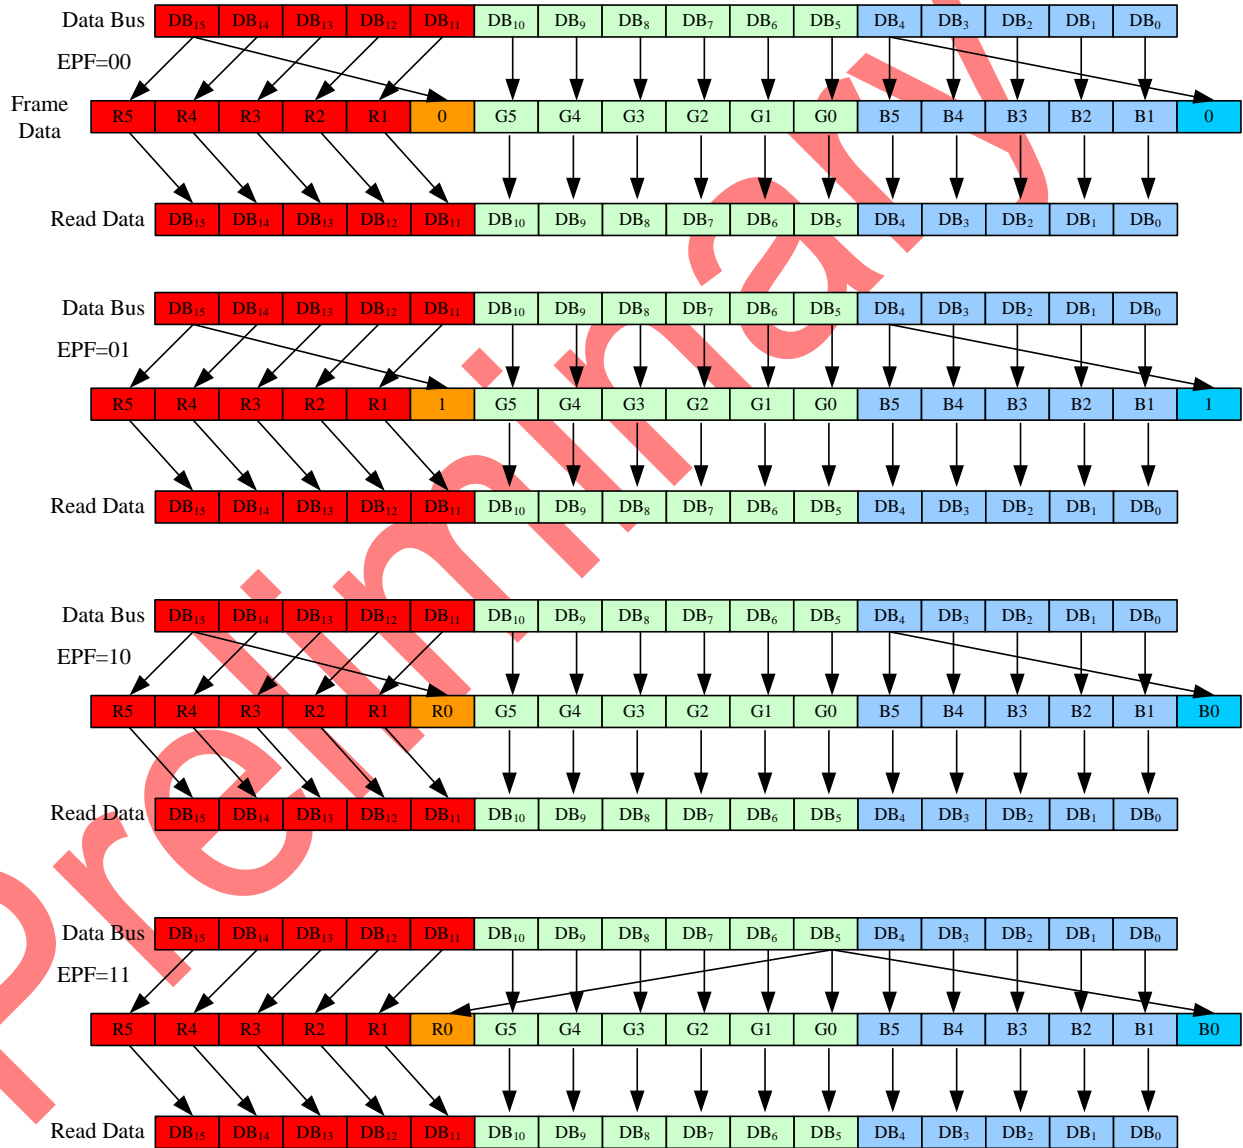 Data Bus DB15 DB14 DB13 DB12 DB11 DB10 DB9 DB8 DB7 DB6 DB5 DB4 DB3 DB2 DB1 DB0
EPF=00
Frame Data R5 R4 R3 R2 R1 0 G5 G4 G3 G2 G1 G0 B5 B4 B3 B2 B1 0
Read Data DB15 DB14 DB13 DB12 DB11 DB10 DB9 DB8 DB7 DB6 DB5 DB4 DB3 DB2 DB1 DB0
Data Bus DB15 DB14 DB13 DB12 DB11 DB10 DB9 DB8 DB7 DB6 DB5 DB4 DB3 DB2 DB1 DB0
EPF=01
R5 R4 R3 R2 R1 1 G5 G4 G3 G2 G1 G0 B5 B4 B3 B2 B1 1
Read Data DB15 DB14 DB13 DB12 DB11 DB10 DB9 DB8 DB7 DB6 DB5 DB4 DB3 DB2 DB1 DB0
Data Bus DB15 DB14 DB13 DB12 DB11 DB10 DB9 DB8 DB7 DB6 DB5 DB4 DB3 DB2 DB1 DB0
EPF=10
R5 R4 R3 R2 R1 R0 G5 G4 G3 G2 G1 G0 B5 B4 B3 B2 B1 B0
Read Data DB15 DB14 DB13 DB12 DB11 DB10 DB9 DB8 DB7 DB6 DB5 DB4 DB3 DB2 DB1 DB0
Data Bus DB15 DB14 DB13 DB12 DB11 DB10 DB9 DB8 DB7 DB6 DB5 DB4 DB3 DB2 DB1 DB0
EPF=11
R5 R4 R3 R2 R1 R0 G5 G4 G3 G2 G1 G0 B5 B4 B3 B2 B1 B0
Read Data DB15 DB14 DB13 DB12 DB11 DB10 DB9 DB8 DB7 DB6 DB5 DB4 DB3 DB2 DB1 DB0
Preliminary